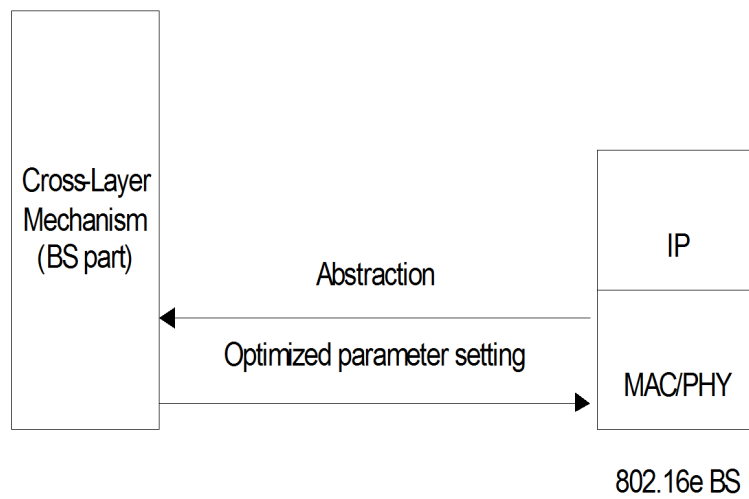 Cross-Layer
Mechanism
(BS part)
Abstraction
Optimized parameter setting
IP
MAC/PHY
802.16e BS